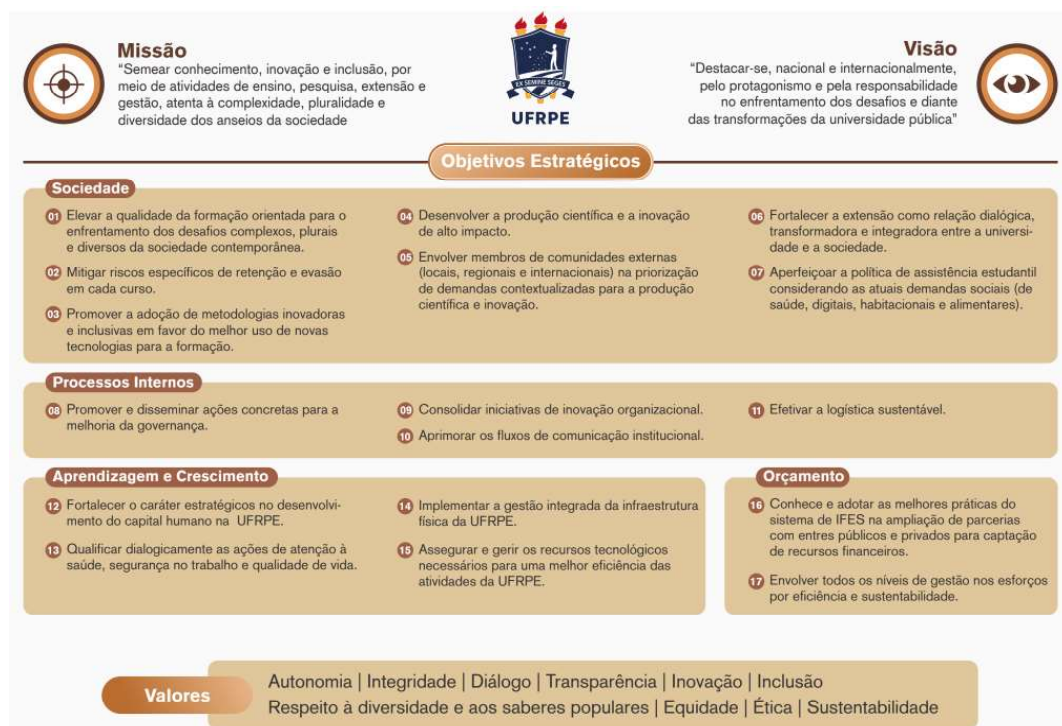 Missão
“Semear conhecimento, inovação e inclusão, por
meio de atividades de ensino, pesquisa, extensão e
gestão, atenta à complexidade, pluralidade e
diversidade dos anseios da sociedade
EX SEMINE SEGES
UFRPE
Visão
“Destacar-se, nacional e internacionalmente,
pelo protagonismo e pela responsabilidade
no enfrentamento dos desafios e diante
das transformações da universidade pública”
Objetivos Estratégicos
Sociedade
01 Elevar a qualidade da formação orientada para o
enfrentamento dos desafios complexos, plurais
e diversos da sociedade contemporânea.
02 Mitigar riscos específicos de retenção e evasão
em cada curso.
03 Promover a adoção de metodologias inovadoras
e inclusivas em favor do melhor uso de novas
tecnologias para a formação.
04 Desenvolver a produção científica e a inovação
de alto impacto.
05 Envolver membros de comunidades externas
(locais, regionais e internacionais) na priorização
de demandas contextualizadas para a produção
científica e inovação.
06 Fortalecer a extensão como relação dialógica,
transformadora e integradora entre a universi-
dade e a sociedade.
07 Aperfeiçoar a política de assistência estudantil
considerando as atuais demandas sociais (de
saúde, digitais, habitacionais e alimentares).
Processos Internos
08 Promover e disseminar ações concretas para a
melhoria da governança.
09 Consolidar iniciativas de inovação organizacional.
10 Aprimorar os fluxos de comunicação institucional.
11 Efetivar a logística sustentável.
Aprendizagem e Crescimento
12 Fortalecer o caráter estratégicos no desenvolvi-
mento do capital humano na UFRPE.
13 Qualificar dialogicamente as ações de atenção à
saúde, segurança no trabalho e qualidade de vida.
14 Implementar a gestão integrada da infraestrutura
física da UFRPE.
15 Assegurar e gerir os recursos tecnológicos
necessários para uma melhor eficiência das
atividades da UFRPE.
Orçamento
16 Conhece e adotar as melhores práticas do
sistema de IFES na ampliação de parcerias
com entres públicos e privados para captação
de recursos financeiros.
17 Envolver todos os níveis de gestão nos esforços
por eficiência e sustentabilidade.
Valores
Autonomia | Integridade | Diálogo | Transparência | Inovação | Inclusão
Respeito à diversidade e aos saberes populares | Equidade | Ética | Sustentabilidade